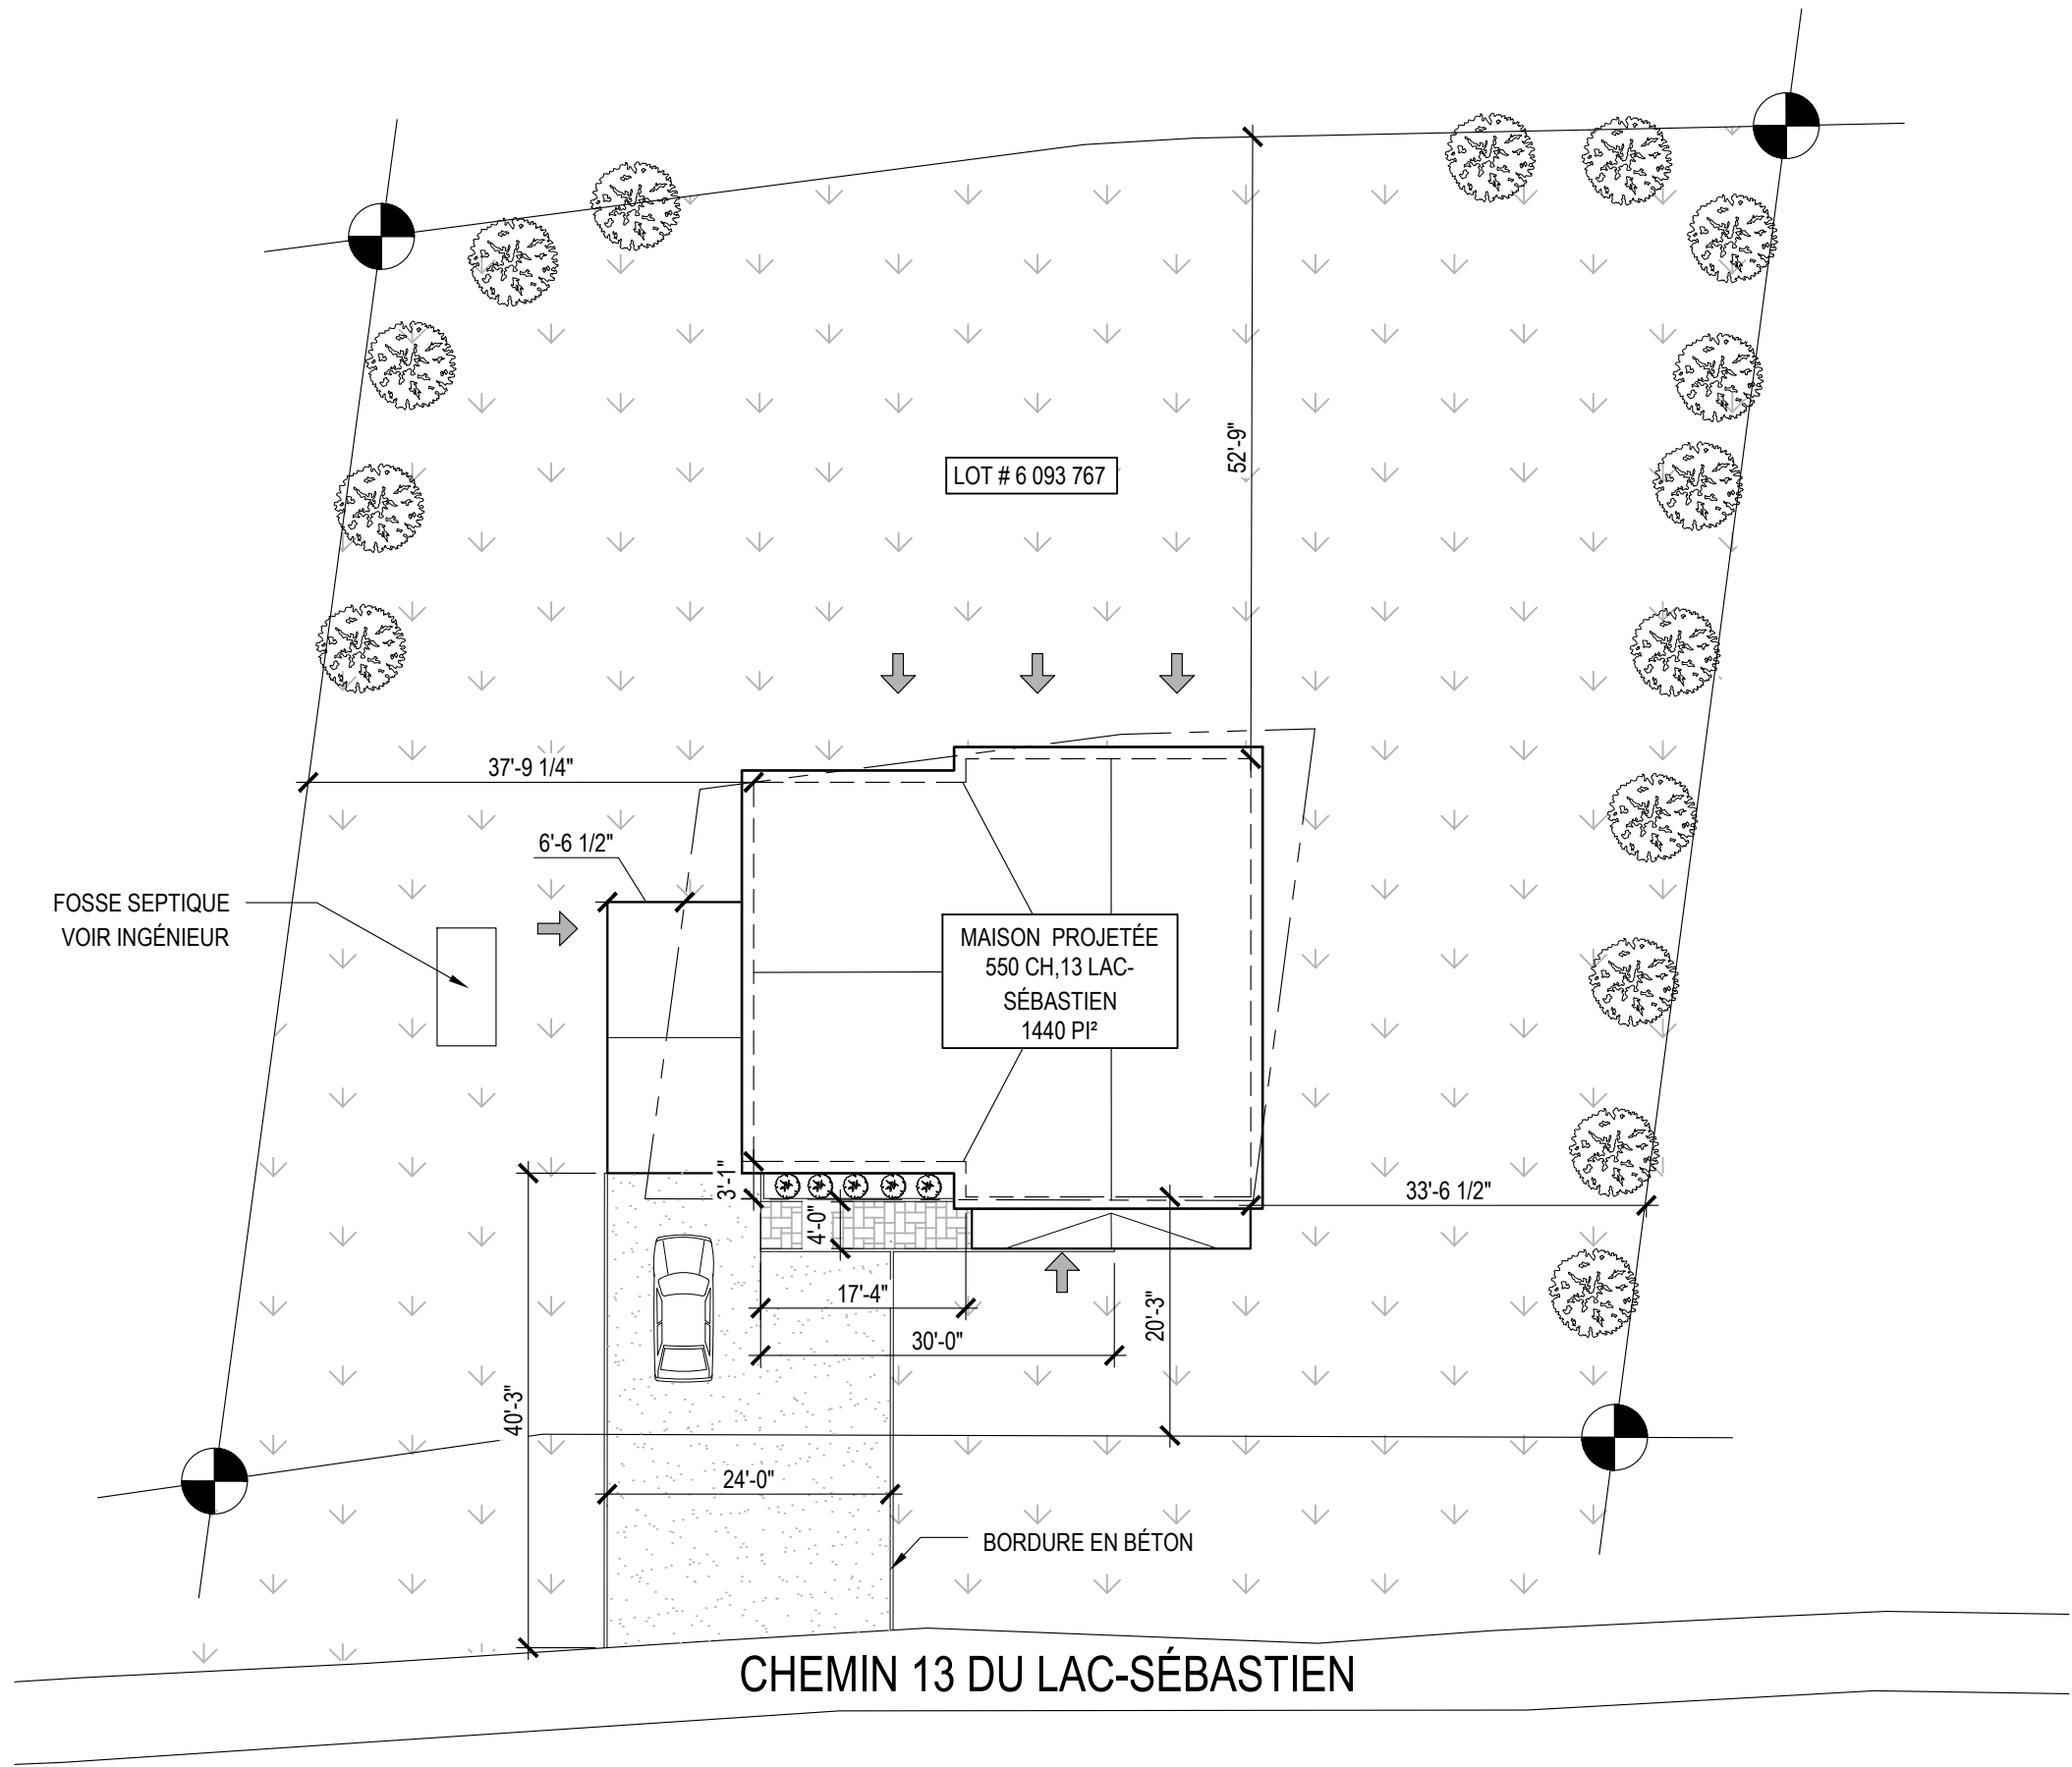 52'-9"
LOT # 6 093 767
37'-9 1/4"
6'-6 1/2"
FOSSE SEPTIQUE
VOIR INGÉNIEUR
MAISON PROJETÉE
550 CH,13 LAC-
SÉBASTIEN
1440 PI²
3'-1"
4'-0"
33'-6 1/2"
17'-4"
30'-0"
20'-3"
40'-3"
24'-0"
BORDURE EN BÉTON
CHEMIN 13 DU LAC-SÉBASTIEN